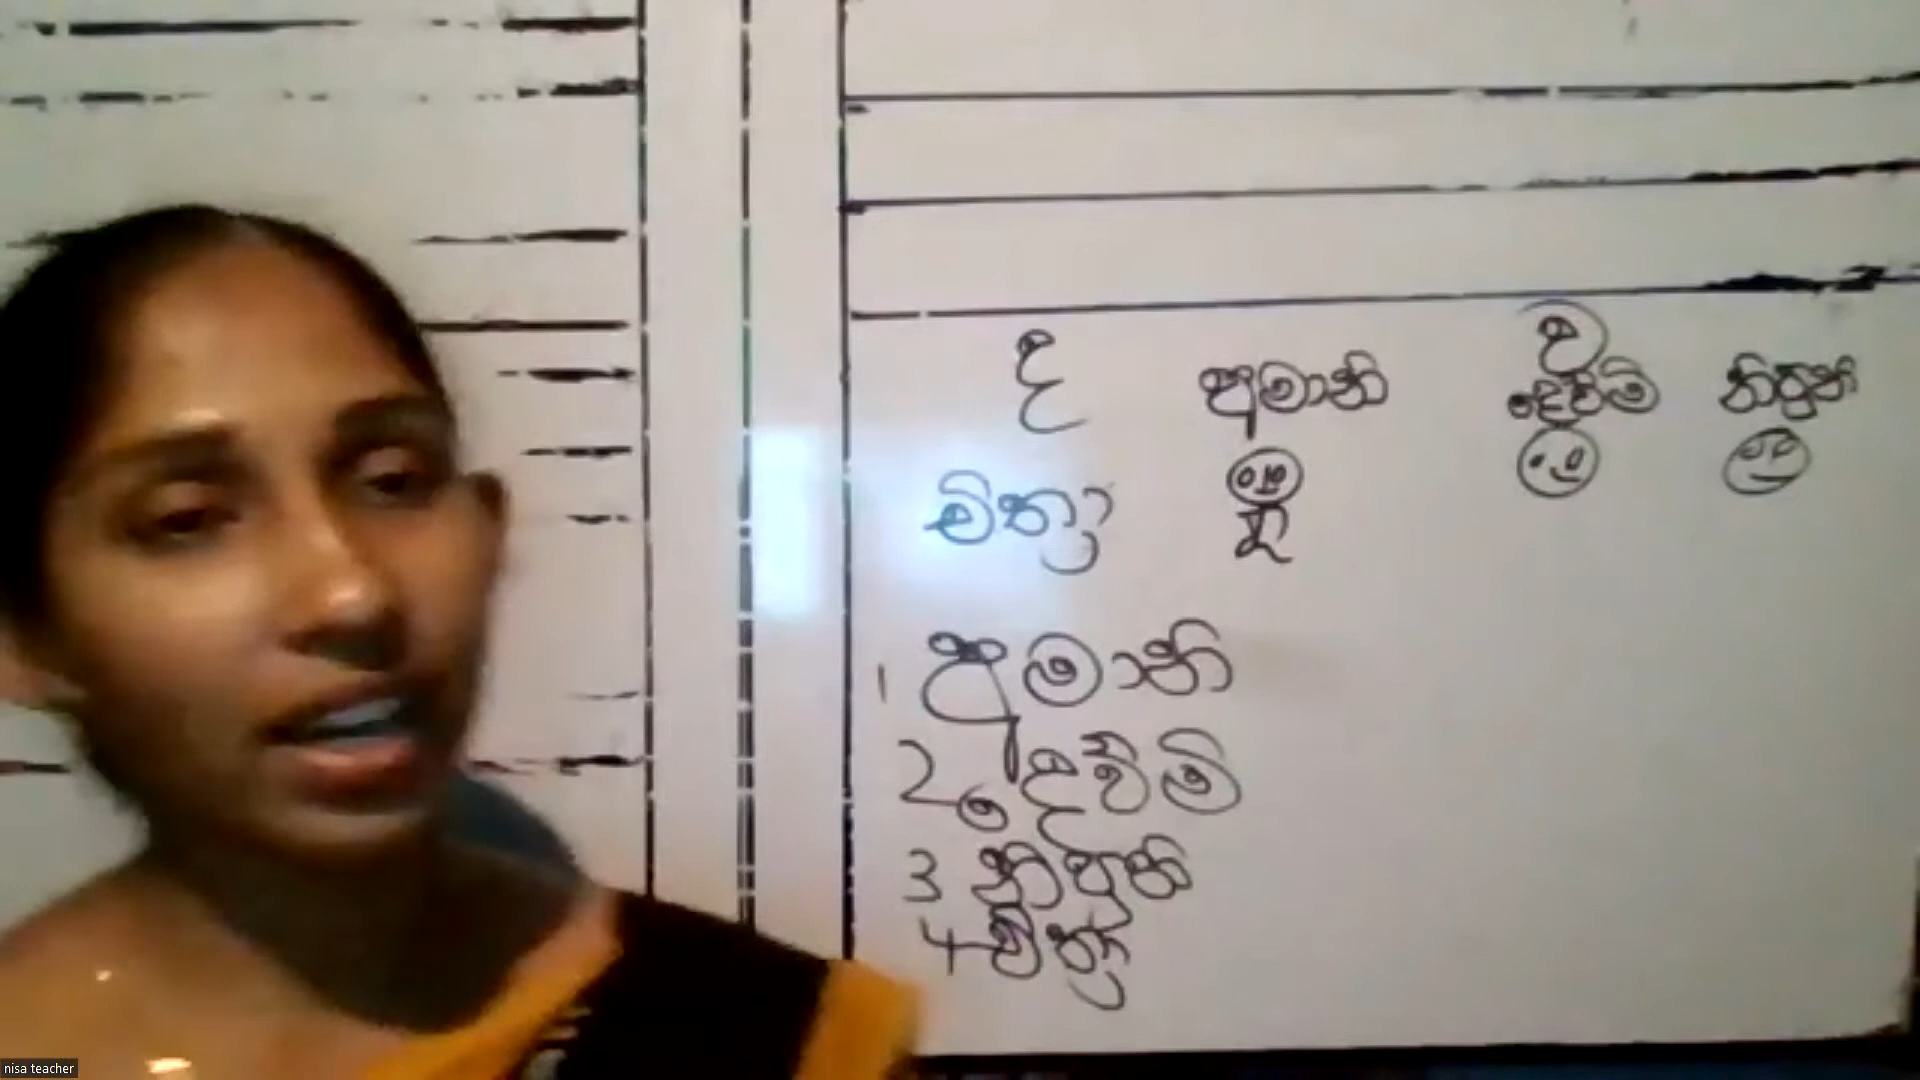 ද අමානි ච දෙව්මි නිපුන්
චිත්‍රා
1 අමානි
2 දෙව්මි
3 නිපුන්
4 චිත්‍රා
nisa teacher